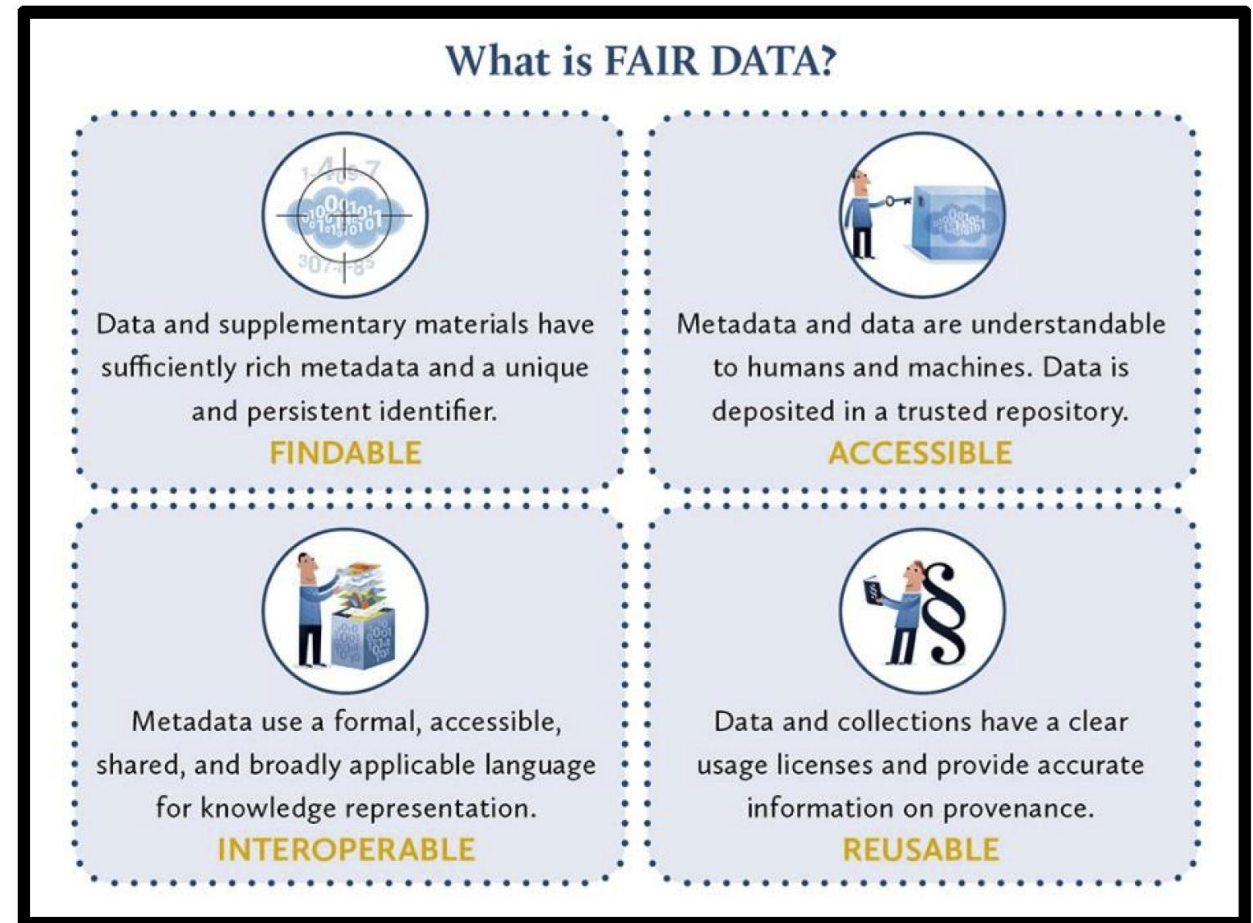 What is FAIR DATA?
Data and supplementary materials have
sufficiently rich metadata and a unique
and persistent identifier.
FINDABLE
Metadata and data are understandable
to humans and machines. Data is
deposited in a trusted repository.
ACCESSIBLE
Metadata use a formal, accessible,
shared, and broadly applicable language
for knowledge representation.
INTEROPERABLE
Data and collections have a clear
usage licenses and provide accurate
information on provenance.
REUSABLE